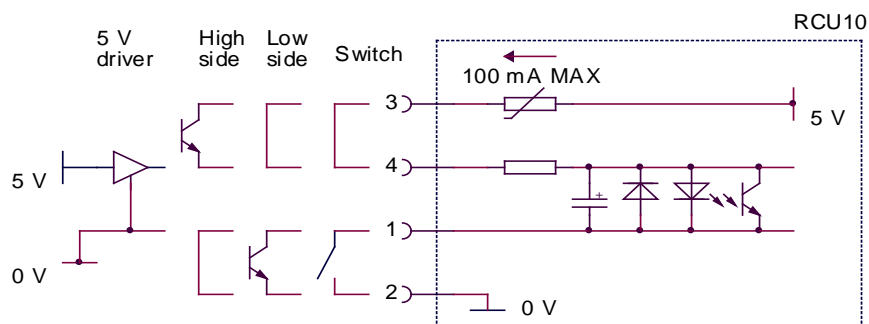 RCU10
5 V
driver
High
side
Low
side
Switch
100 mA MAX
3
5 V
4
5 V
+
1
0 V
2
0 V